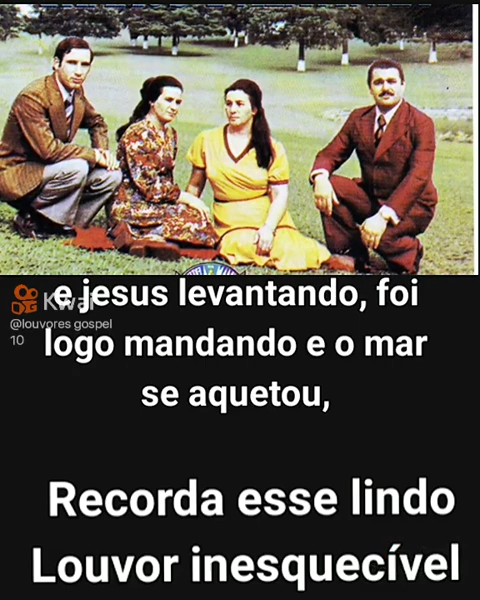 e jesus levantando, foi
Kwai
@louvores gospel
10
logo mandando e o mar
se aquetou,
Recorda esse lindo
Louvor inesquecível